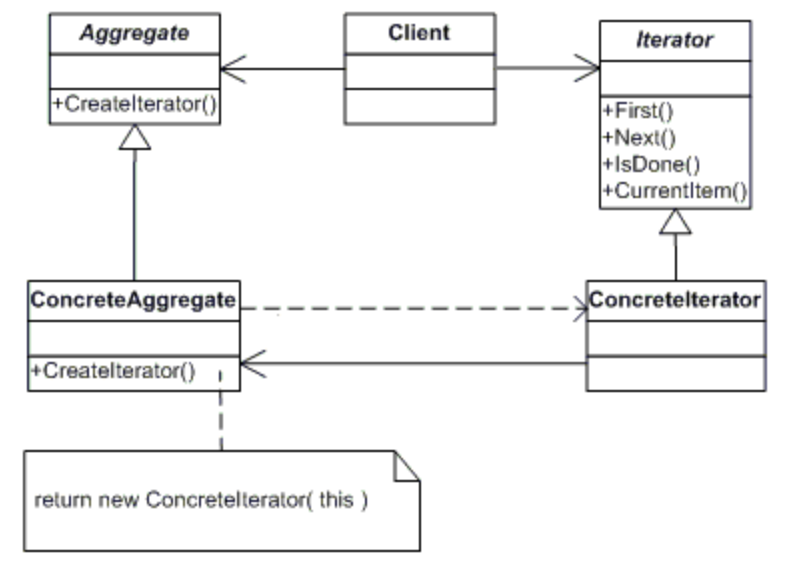 Aggregate
Client
Iterator
+CreateIterator()
+First()
+Next()
+IsDone()
+CurrentItem()
ConcreteAggregate
ConcreteIterator
+CreateIterator()
return new ConcreteIterator( this )